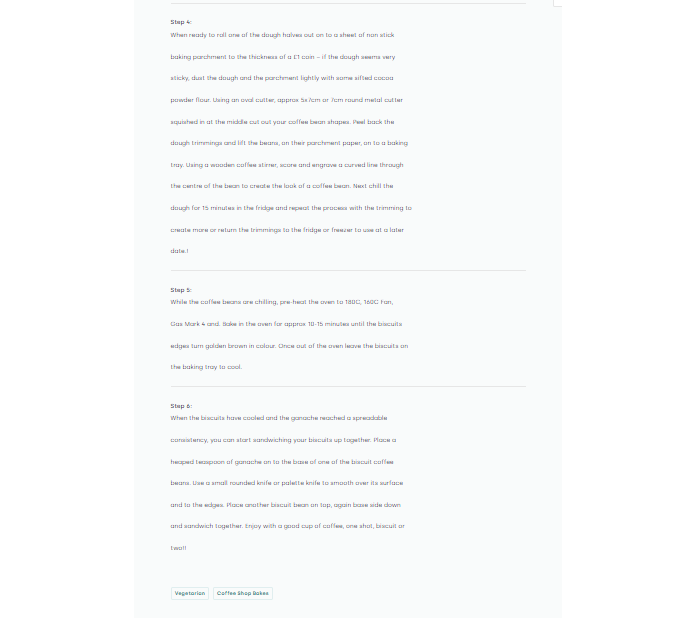 Step 4:
When ready to roll one of the dough halves out on to a sheet of non stick
baking parchment to the thickness of a £1 coin – if the dough seems very
sticky, dust the dough and the parchment lightly with some sifted cocoa
powder flour. Using an oval cutter, approx 5x7cm or 7cm round metal cutter
squished in at the middle cut out your coffee bean shapes. Peel back the
dough trimmings and lift the beans, on their parchment paper, on to a baking
tray. Using a wooden coffee stirrer, score and engrave a curved line through
the centre of the bean to create the look of a coffee bean. Next chill the
dough for 15 minutes in the fridge and repeat the process with the trimming to
create more or return the trimmings to the fridge or freezer to use at a later
date.!
Step 5:
While the coffee beans are chilling, pre-heat the oven to 180C, 160C Fan,
Gas Mark 4 and. Bake in the oven for approx 10-15 minutes until the biscuits
edges turn golden brown in colour. Once out of the oven leave the biscuits on
the baking tray to cool.
Step 6:
When the biscuits have cooled and the ganache reached a spreadable
consistency, you can start sandwiching your biscuits up together. Place a
heaped teaspoon of ganache on to the base of one of the biscuit coffee
beans. Use a small rounded knife or palette knife to smooth over its surface
and to the edges. Place another biscuit bean on top, again base side down
and sandwich together. Enjoy with a good cup of coffee, one shot, biscuit or
two!!
Vegetarian
Coffee Shop Bakes